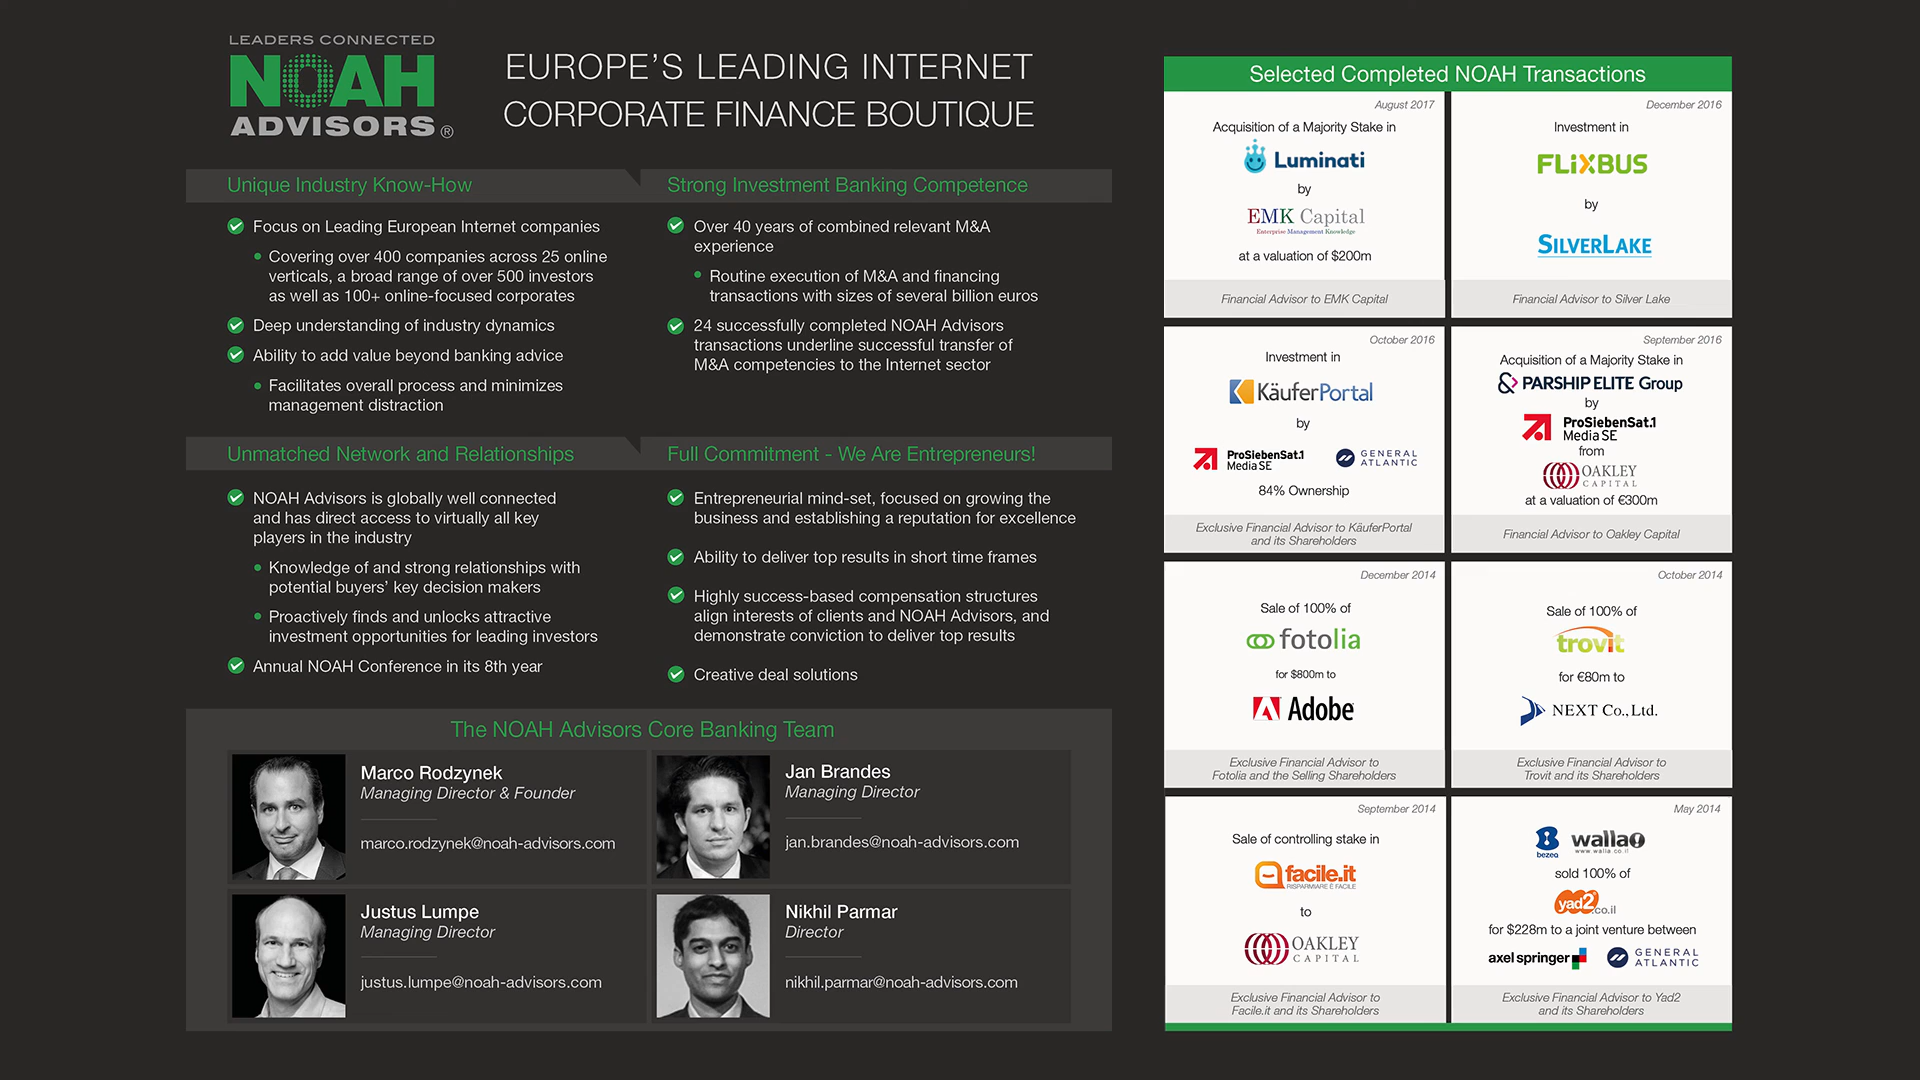 LEADERS CONNECTED
NOAH
ADVISORS ®
EUROPE'S LEADING INTERNET
CORPORATE FINANCE BOUTIQUE
Unique Industry Know-How
Focus on Leading European Internet companies
Covering over 400 companies across 25 online
verticals, a broad range of over 500 investors
as well as 100+ online-focused corporates
Deep understanding of industry dynamics
Ability to add value beyond banking advice
Facilitates overall process and minimizes
management distraction
Strong Investment Banking Competence
Over 40 years of combined relevant M&A
experience
Routine execution of M&A and financing
transactions with sizes of several billion euros
24 successfully completed NOAH Advisors
transactions underline successful transfer of
M&A competencies to the Internet sector
Unmatched Network and Relationships
NOAH Advisors is globally well connected
and has direct access to virtually all key
players in the industry
Knowledge of and strong relationships with
potential buyers' key decision makers
Proactively finds and unlocks attractive
investment opportunities for leading investors
Annual NOAH Conference in its 8th year
Full Commitment - We Are Entrepreneurs!
Entrepreneurial mind-set, focused on growing the
business and establishing a reputation for excellence
Ability to deliver top results in short time frames
Highly success-based compensation structures
align interests of clients and NOAH Advisors, and
demonstrate conviction to deliver top results
Creative deal solutions
The NOAH Advisors Core Banking Team
Marco Rodzynek
Managing Director & Founder
marco.rodzynek@noah-advisors.com
Jan Brandes
Managing Director
jan.brandes@noah-advisors.com
Justus Lumpe
Managing Director
justus.lumpe@noah-advisors.com
Nikhil Parmar
Director
nikhil.parmar@noah-advisors.com
Selected Completed NOAH Transactions
August 2017
Acquisition of a Majority Stake in
Luminati
by
EMK Capital
Enterprise Management Knowledge
at a valuation of $200m
Financial Advisor to EMK Capital
December 2016
Investment in
FLiXBUS
by
SILVERLAKE
Financial Advisor to Silver Lake
October 2016
Investment in
KäuferPortal
by
ProSiebenSat.1
Media SE
GENERAL
ATLANTIC
84% Ownership
Exclusive Financial Advisor to KäuferPortal
and its Shareholders
September 2016
Acquisition of a Majority Stake in
PARSHIP ELITE Group
by
ProSiebenSat.1
Media SE
from
OAKLEY
CAPITAL
at a valuation of €300m
Financial Advisor to Oakley Capital
December 2014
Sale of 100% of
fotolia
for $800m to
Adobe
Exclusive Financial Advisor to
Fotolia and the Selling Shareholders
October 2014
Sale of 100% of
trovit
for €80m to
NEXT Co., Ltd.
Exclusive Financial Advisor to
Trovit and its Shareholders
September 2014
Sale of controlling stake in
facile.it
RISPARMIARE È FACILE
to
OAKLEY
CAPITAL
Exclusive Financial Advisor to
Facile.it and its Shareholders
May 2014
bezeq
walla!
www.walla.co.il
sold 100% of
yad2.co.il
for $228m to a joint venture between
axel springer
GENERAL
ATLANTIC
Exclusive Financial Advisor to Yad2
and its Shareholders